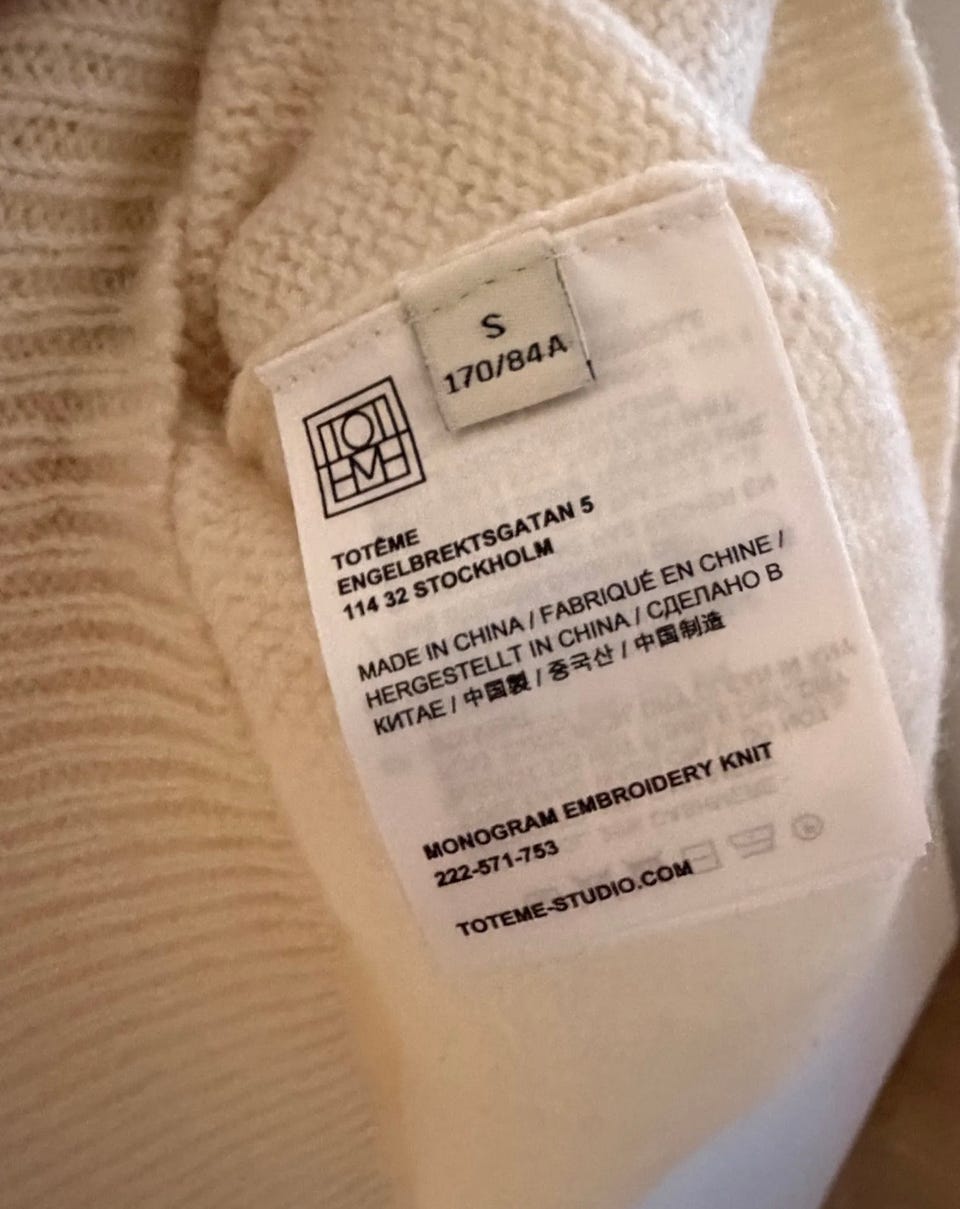 S
170/84A
TOTEME
TOTÊME
ENGELBREKTSGATAN 5
114 32 STOCKHOLM
MADE IN CHINA / FABRIQUÉ EN CHINE /
HERGESTELLT IN CHINA / СДЕЛАНО В
КИТАЕ / 中国製 / 중국산 / 中国制造
MONOGRAM EMBROIDERY KNIT
222-571-753
TOTEME-STUDIO.COM